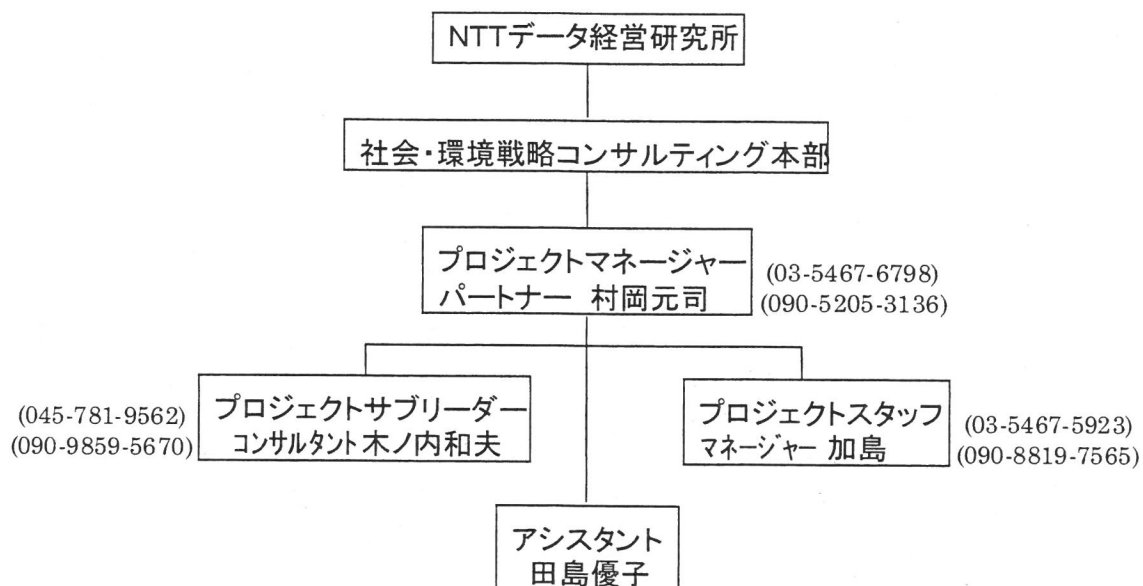 NTTデータ経営研究所
社会・環境戦略コンサルティング本部
プロジェクトマネージャー
パートナー 村岡元司
(03-5467-6798)
(090-5205-3136)
(045-781-9562)
(090-9859-5670)
プロジェクトサブリーダー
コンサルタント木ノ内和夫
プロジェクトスタッフ
マネージャー 加島
(03-5467-5923)
(090-8819-7565)
アシスタント
田島優子